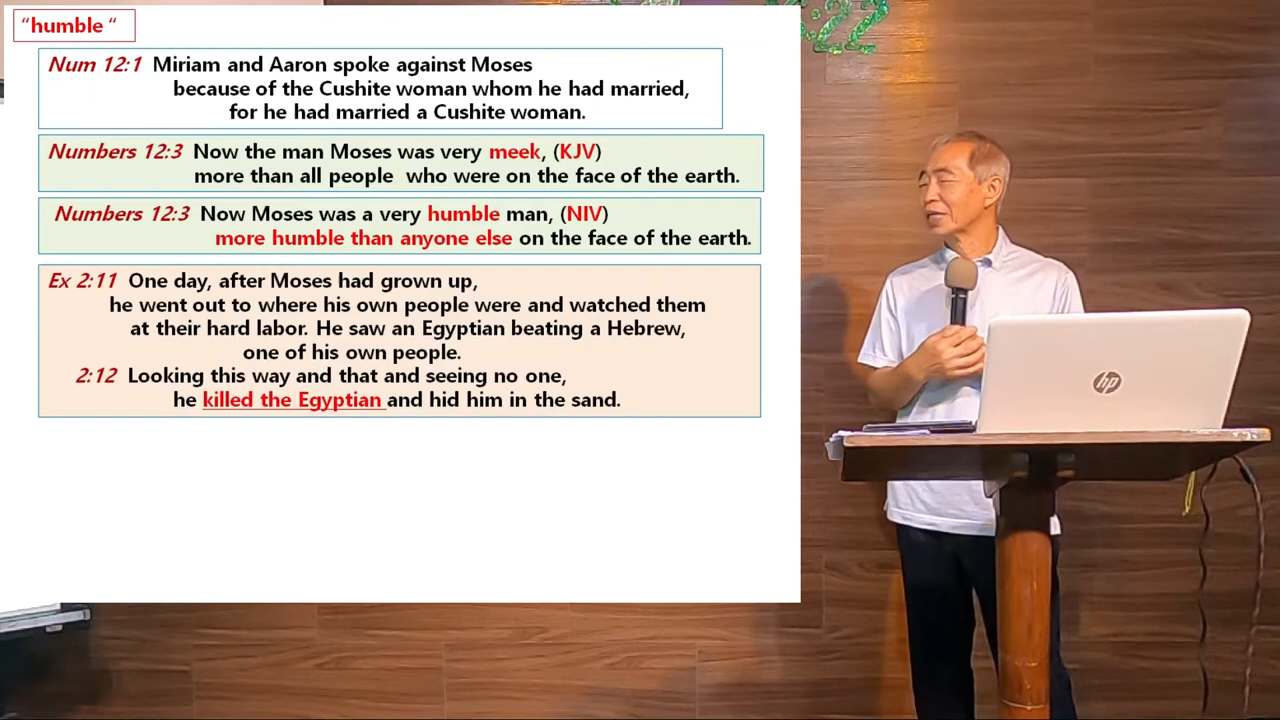 "humble "
Num 12:1 Miriam and Aaron spoke against Moses
because of the Cushite woman whom he had married,
for he had married a Cushite woman.
Numbers 12:3 Now the man Moses was very meek, (KJV)
more than all people who were on the face of the earth.
Numbers 12:3 Now Moses was a very humble man, (NIV)
more humble than anyone else on the face of the earth.
Ex 2:11 One day, after Moses had grown up,
he went out to where his own people were and watched them
at their hard labor. He saw an Egyptian beating a Hebrew,
one of his own people.
2:12 Looking this way and that and seeing no one,
he killed the Egyptian and hid him in the sand.
:22
hp